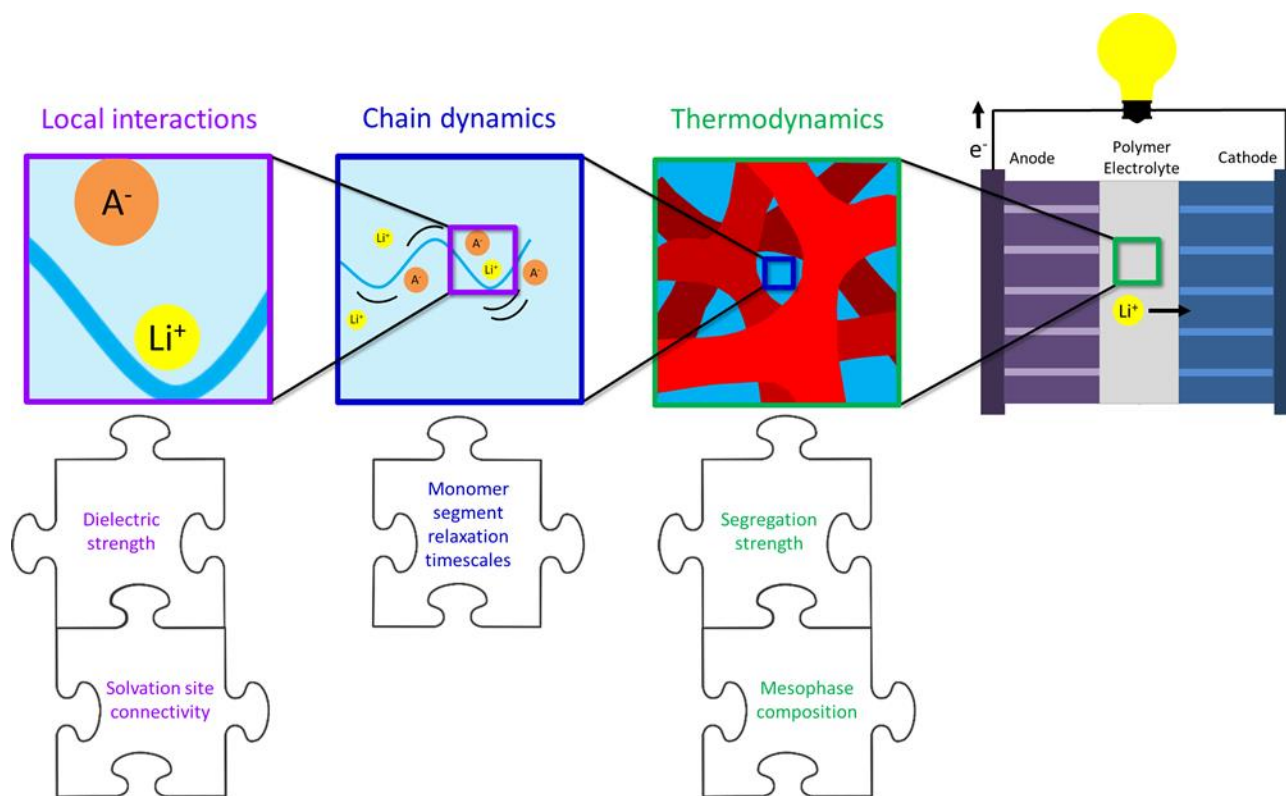 Local interactions
Chain dynamics
Thermodynamics
e-
Anode
Polymer
Electrolyte
Cathode
A-
Li+
Li+
A-
Li+
A-
Li+
A-
Li+
Dielectric
strength
Monomer
segment
relaxation
timescales
Segregation
strength
Solvation site
connectivity
Mesophase
composition